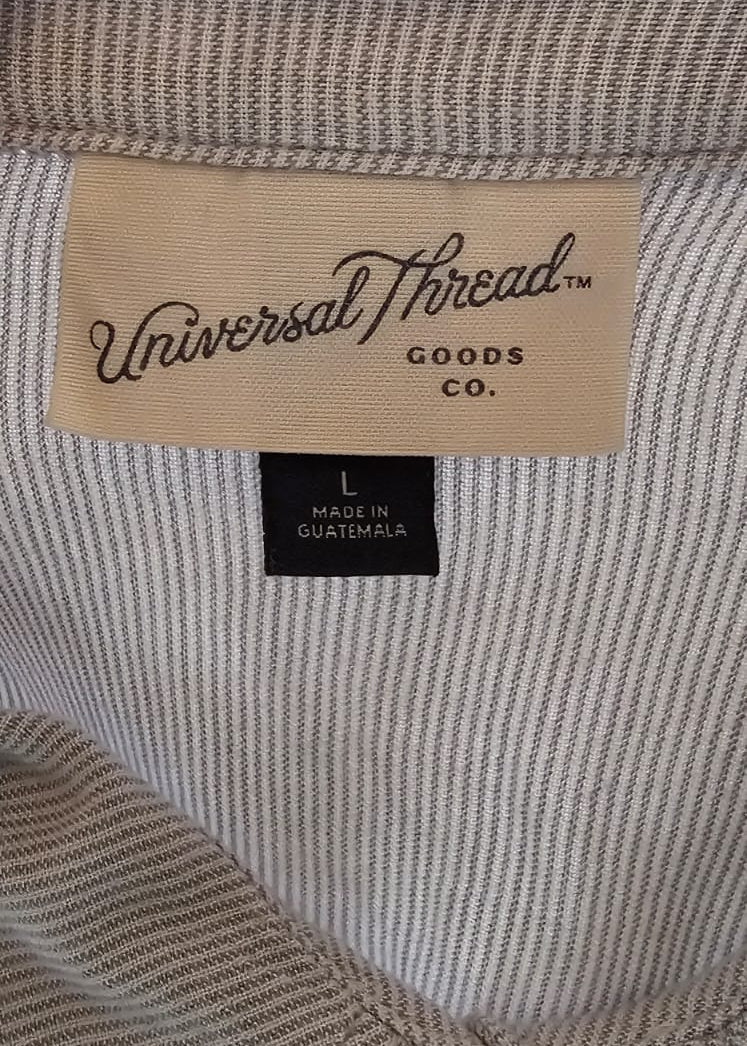 Universal Thread™
GOODS
CO.
L
MADE IN
GUATEMALA